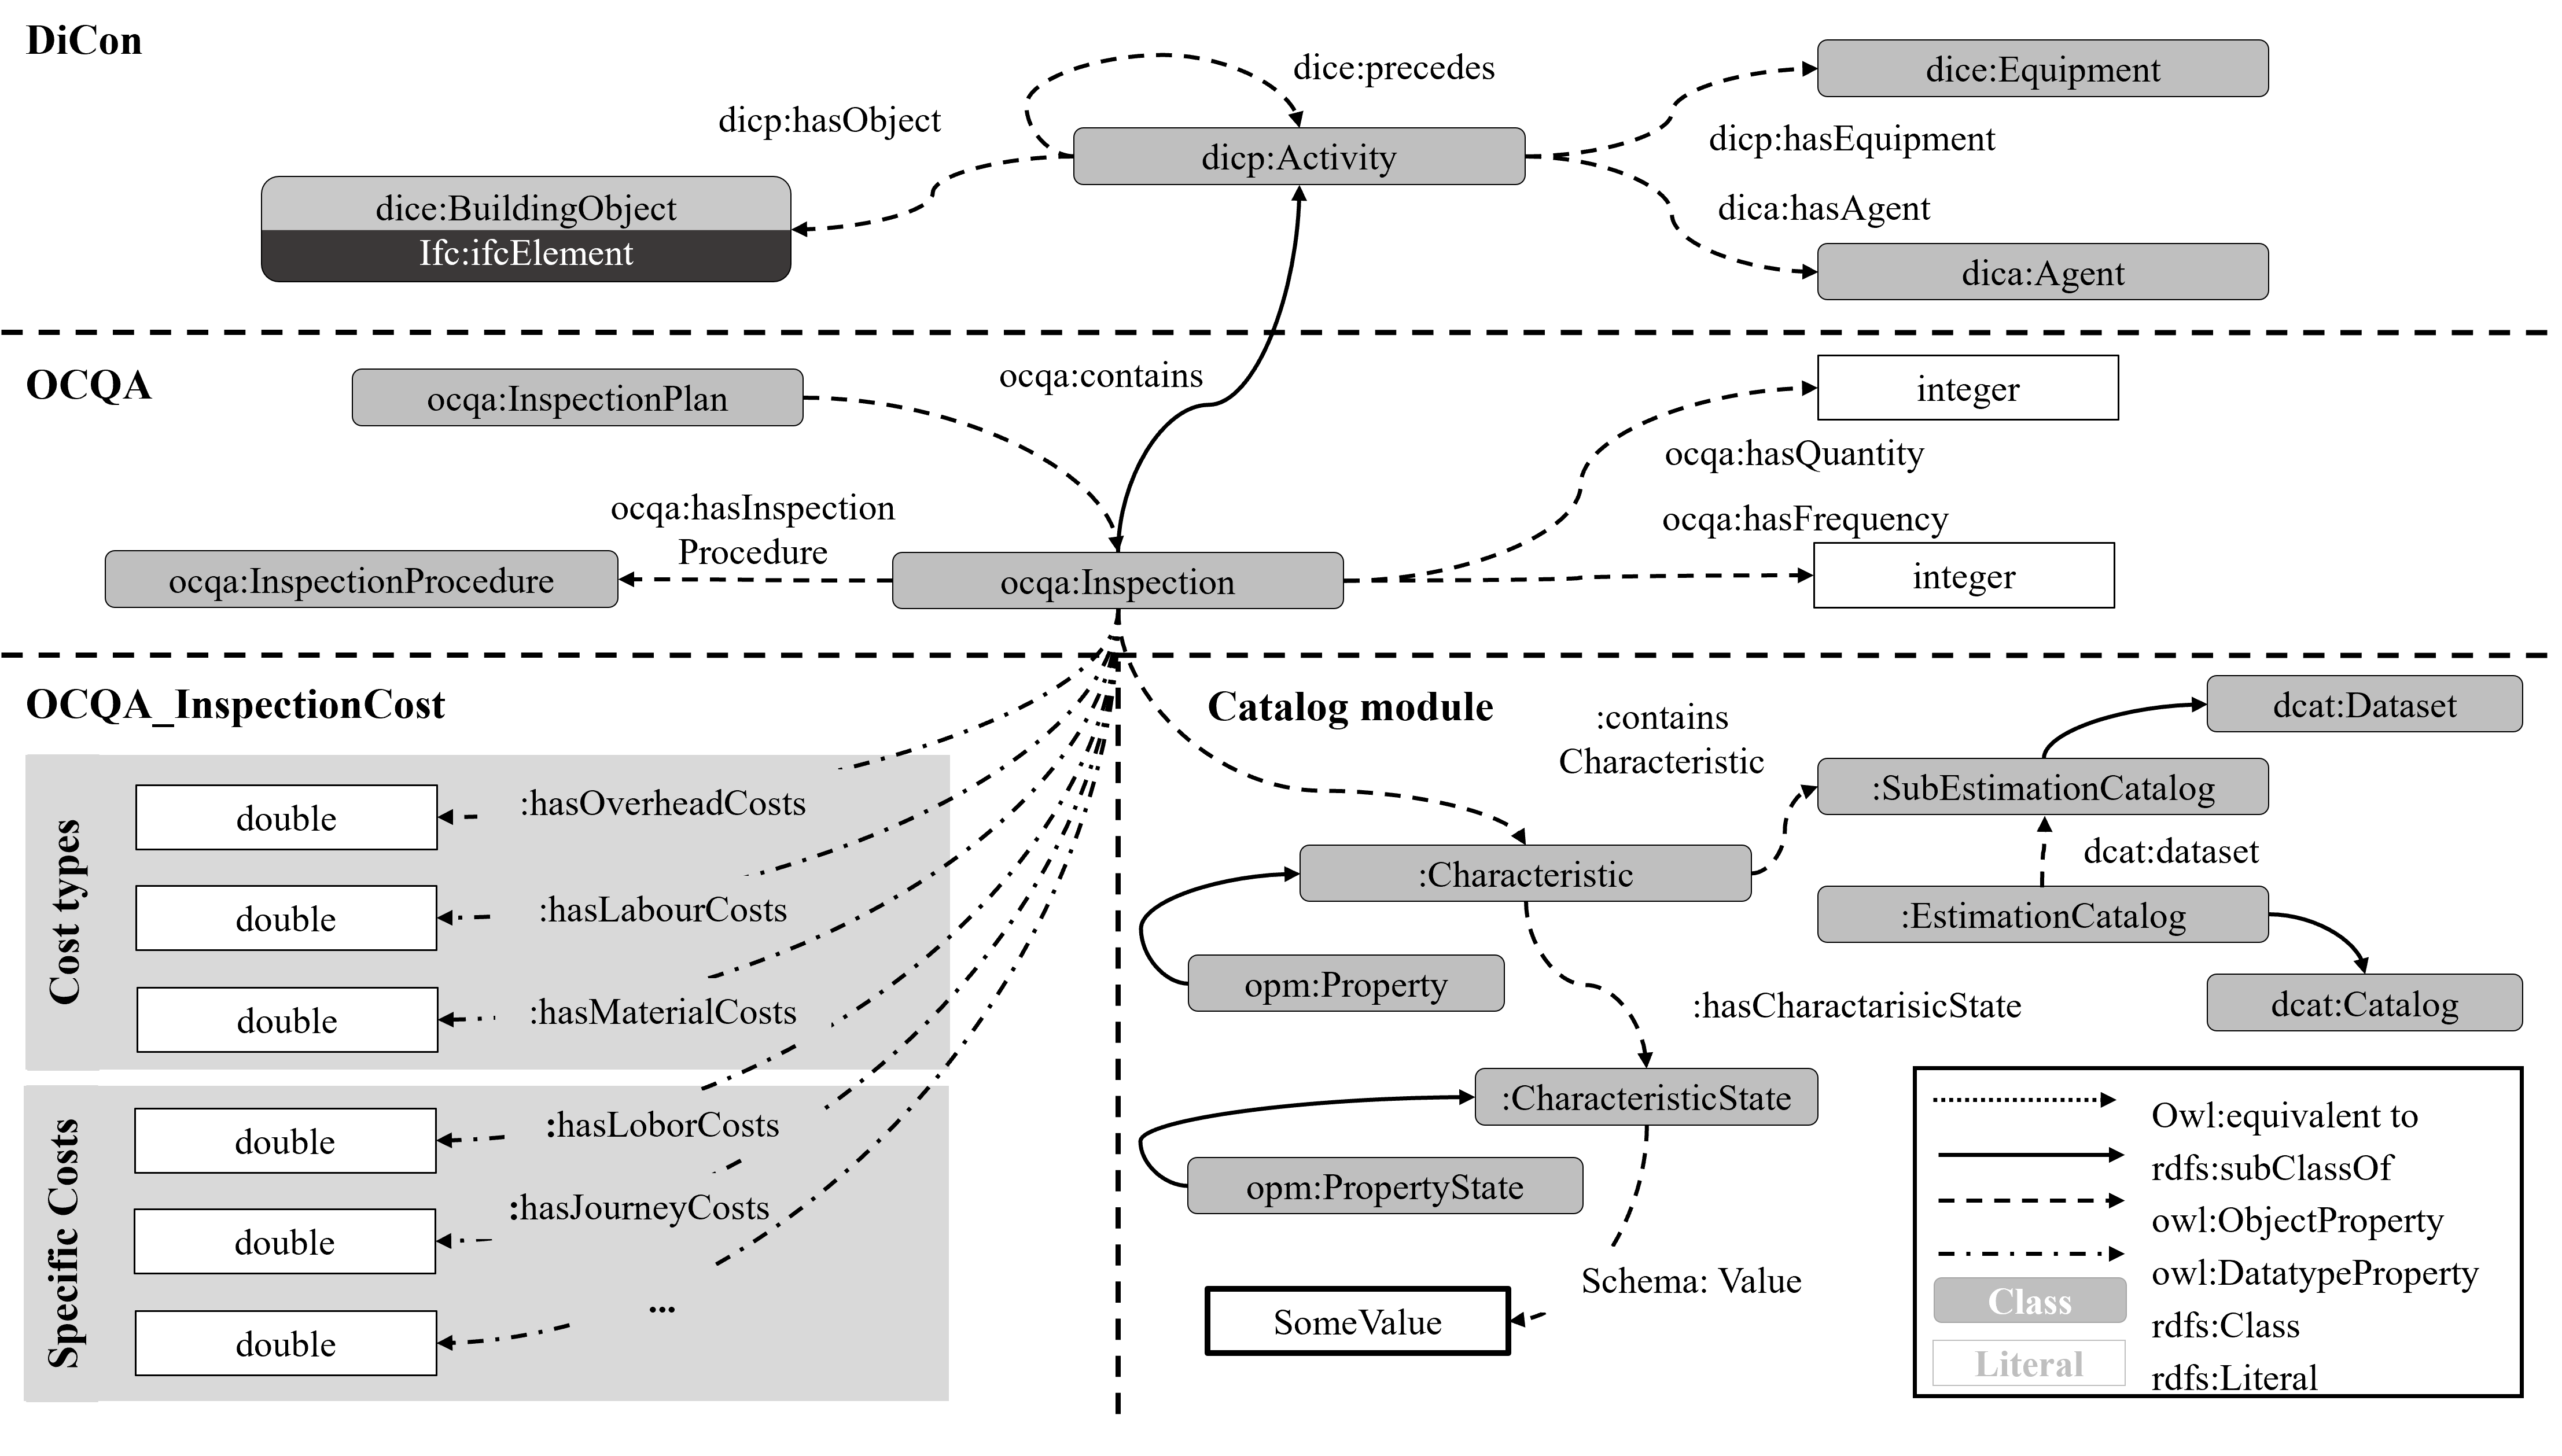 DiCon
dice:precedes
dice:Equipment
dicp:hasObject
dicp:hasEquipment
dicp:Activity
dice:BuildingObject
Ifc:ifcElement
dica:hasAgent
dica:Agent
OCQA
ocqa:InspectionPlan
ocqa:contains
integer
ocqa:hasQuantity
ocqa:hasInspection
Procedure
ocqa:hasFrequency
ocqa:InspectionProcedure
ocqa:Inspection
integer
OCQA_InspectionCost
Cost types
double
:hasOverheadCosts
double
:hasLabourCosts
double
:hasMaterialCosts
Specific Costs
double
:hasLoborCosts
double
:hasJourneyCosts
...
double
Catalog module
:contains
Characteristic
dcat:Dataset
:SubEstimationCatalog
dcat:dataset
:Characteristic
:EstimationCatalog
opm:Property
:hasCharactarisicState
dcat:Catalog
:CharacteristicState
opm:PropertyState
Schema: Value
SomeValue
Owl:equivalent to
rdfs:subClassOf
owl:ObjectProperty
owl:DatatypeProperty
Class
rdfs:Class
Literal
rdfs:Literal